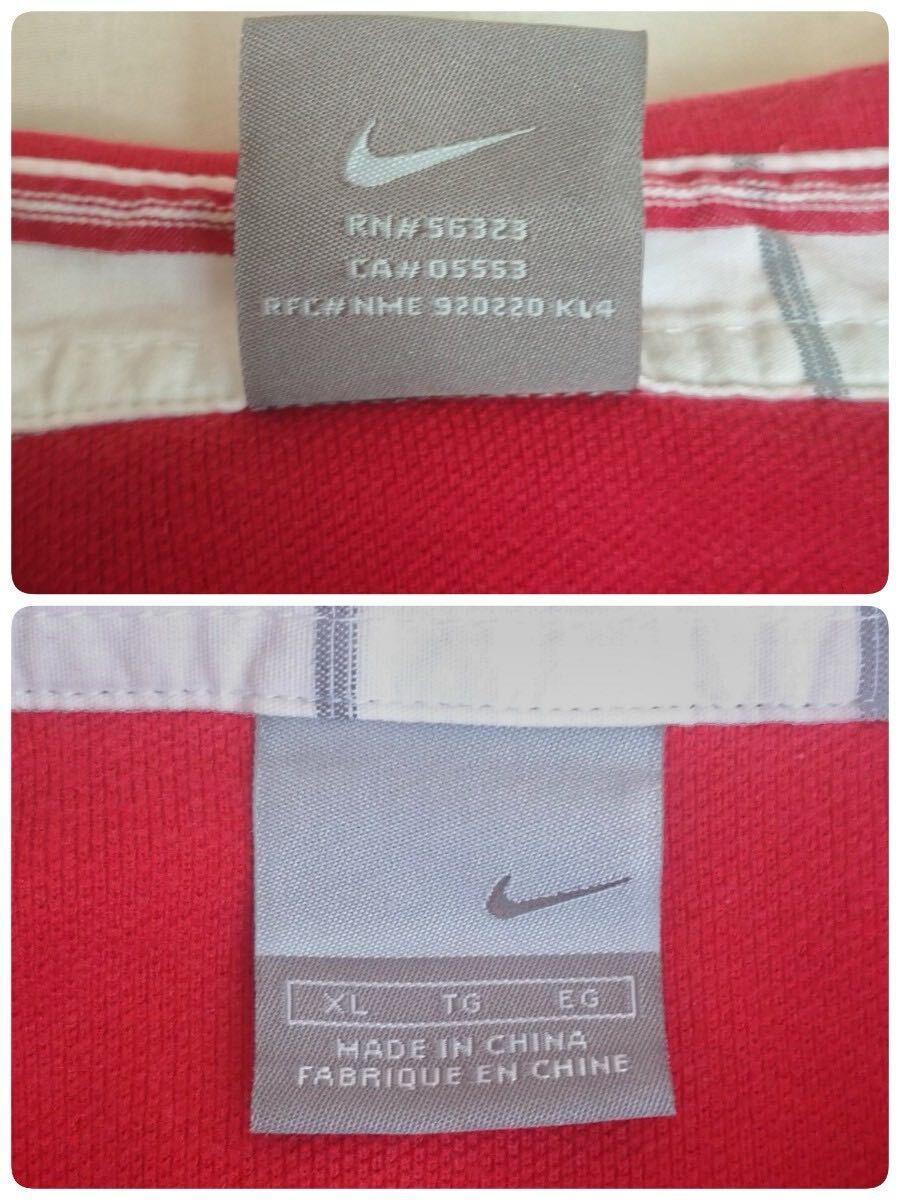 RN# 56323
CA# 05553
RFC# NME 920220 KL4
XL TG EG
MADE IN CHINA
FABRIQUE EN CHINE